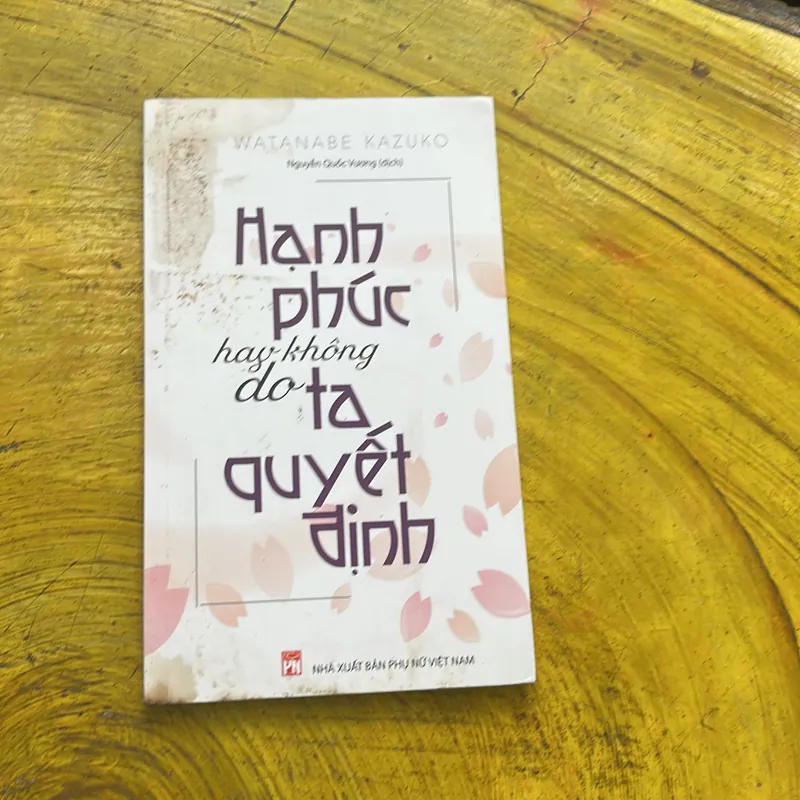 WATANABE KAZUKO
Nguyễn Quốc Vương (dịch)
Hạnh
phúc
hay không
do ta
quyết
định
PN
NHÀ XUẤT BẢN PHỤ NỮ VIỆT NAM